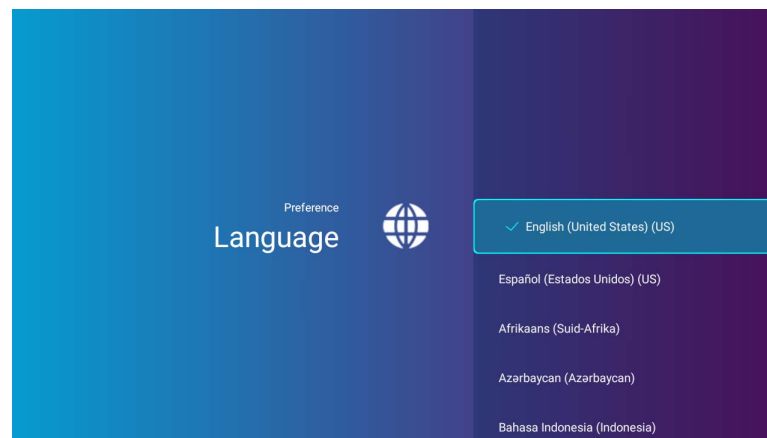 Preference
Language
English (United States) (US)
Español (Estados Unidos) (US)
Afrikaans (Suid-Afrika)
Azərbaycan (Azərbaycan)
Bahasa Indonesia (Indonesia)